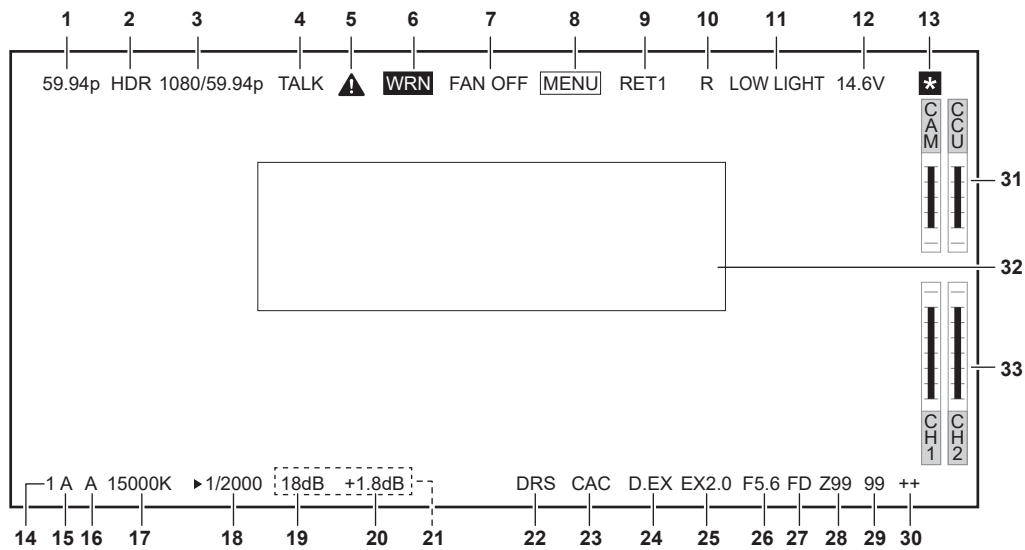 1 2 3 4 5 6 7 8 9 10 11 12 13
59.94p HDR 1080/59.94p TALK WRN FAN OFF MENU RET1 R LOW LIGHT 14.6V *
CAM CCU
31
32
33
CH1 CH2
1 A A 15000K ▶1/2000 18dB +1.8dB DRS CAC D.EX EX2.0 F5.6 FD Z99 99 ++
14 15 16 17 18 19 20 21 22 23 24 25 26 27 28 29 30